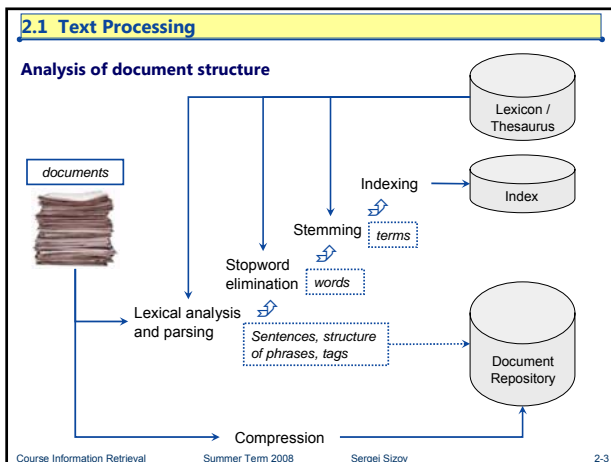 2.1 Text Processing
Analysis of document structure
Lexicon /
Thesaurus
documents
Indexing
Index
Stemming
terms
Stopword
elimination
words
Lexical analysis
and parsing
Sentences, structure
of phrases, tags
Document
Repository
Compression
Course Information Retrieval Summer Term 2008 Sergej Sizov 2-3